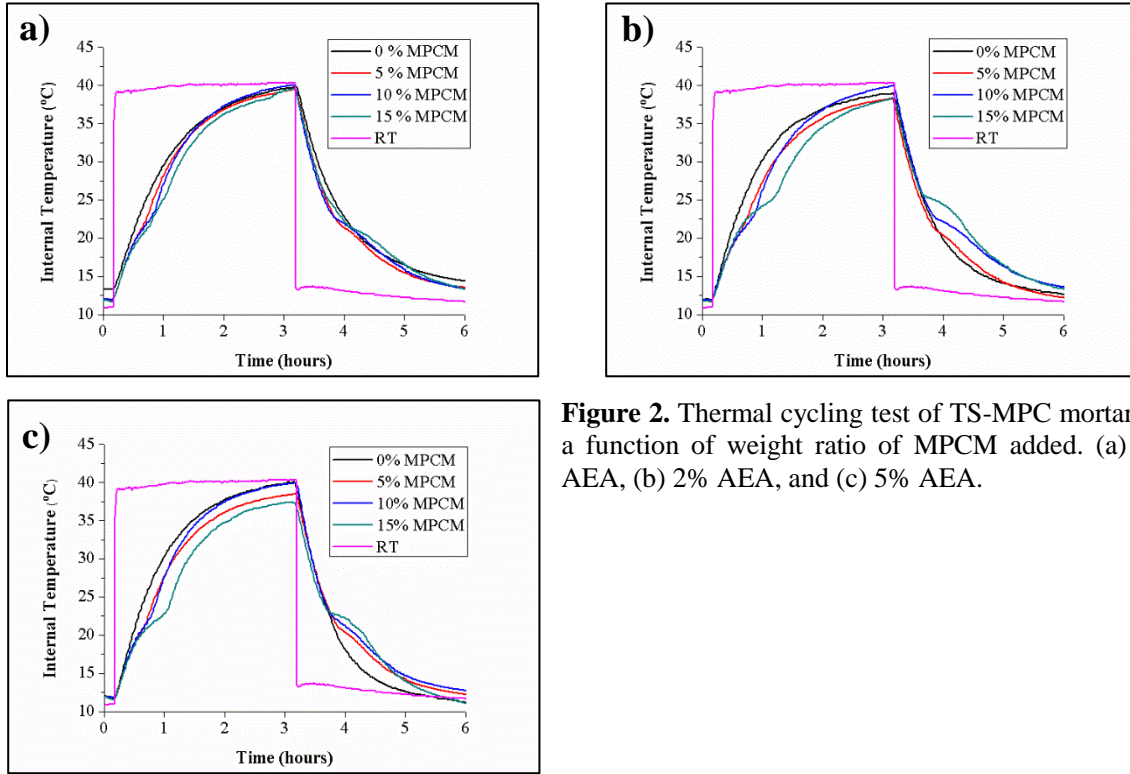 a)
45
40
35
30
25
20
15
10
0
1
2
3
4
5
6
Internal Temperature (ºC)
Time (hours)
0 % MPCM
5 % MPCM
10 % MPCM
15 % MPCM
RT
b)
45
40
35
30
25
20
15
10
0
1
2
3
4
5
6
Internal Temperature (ºC)
Time (hours)
0% MPCM
5% MPCM
10% MPCM
15% MPCM
RT
c)
45
40
35
30
25
20
15
10
0
1
2
3
4
5
6
Internal Temperature (ºC)
Time (hours)
0% MPCM
5% MPCM
10% MPCM
15% MPCM
RT
Figure 2. Thermal cycling test of TS-MPC mortar
a function of weight ratio of MPCM added. (a)
AEA, (b) 2% AEA, and (c) 5% AEA.